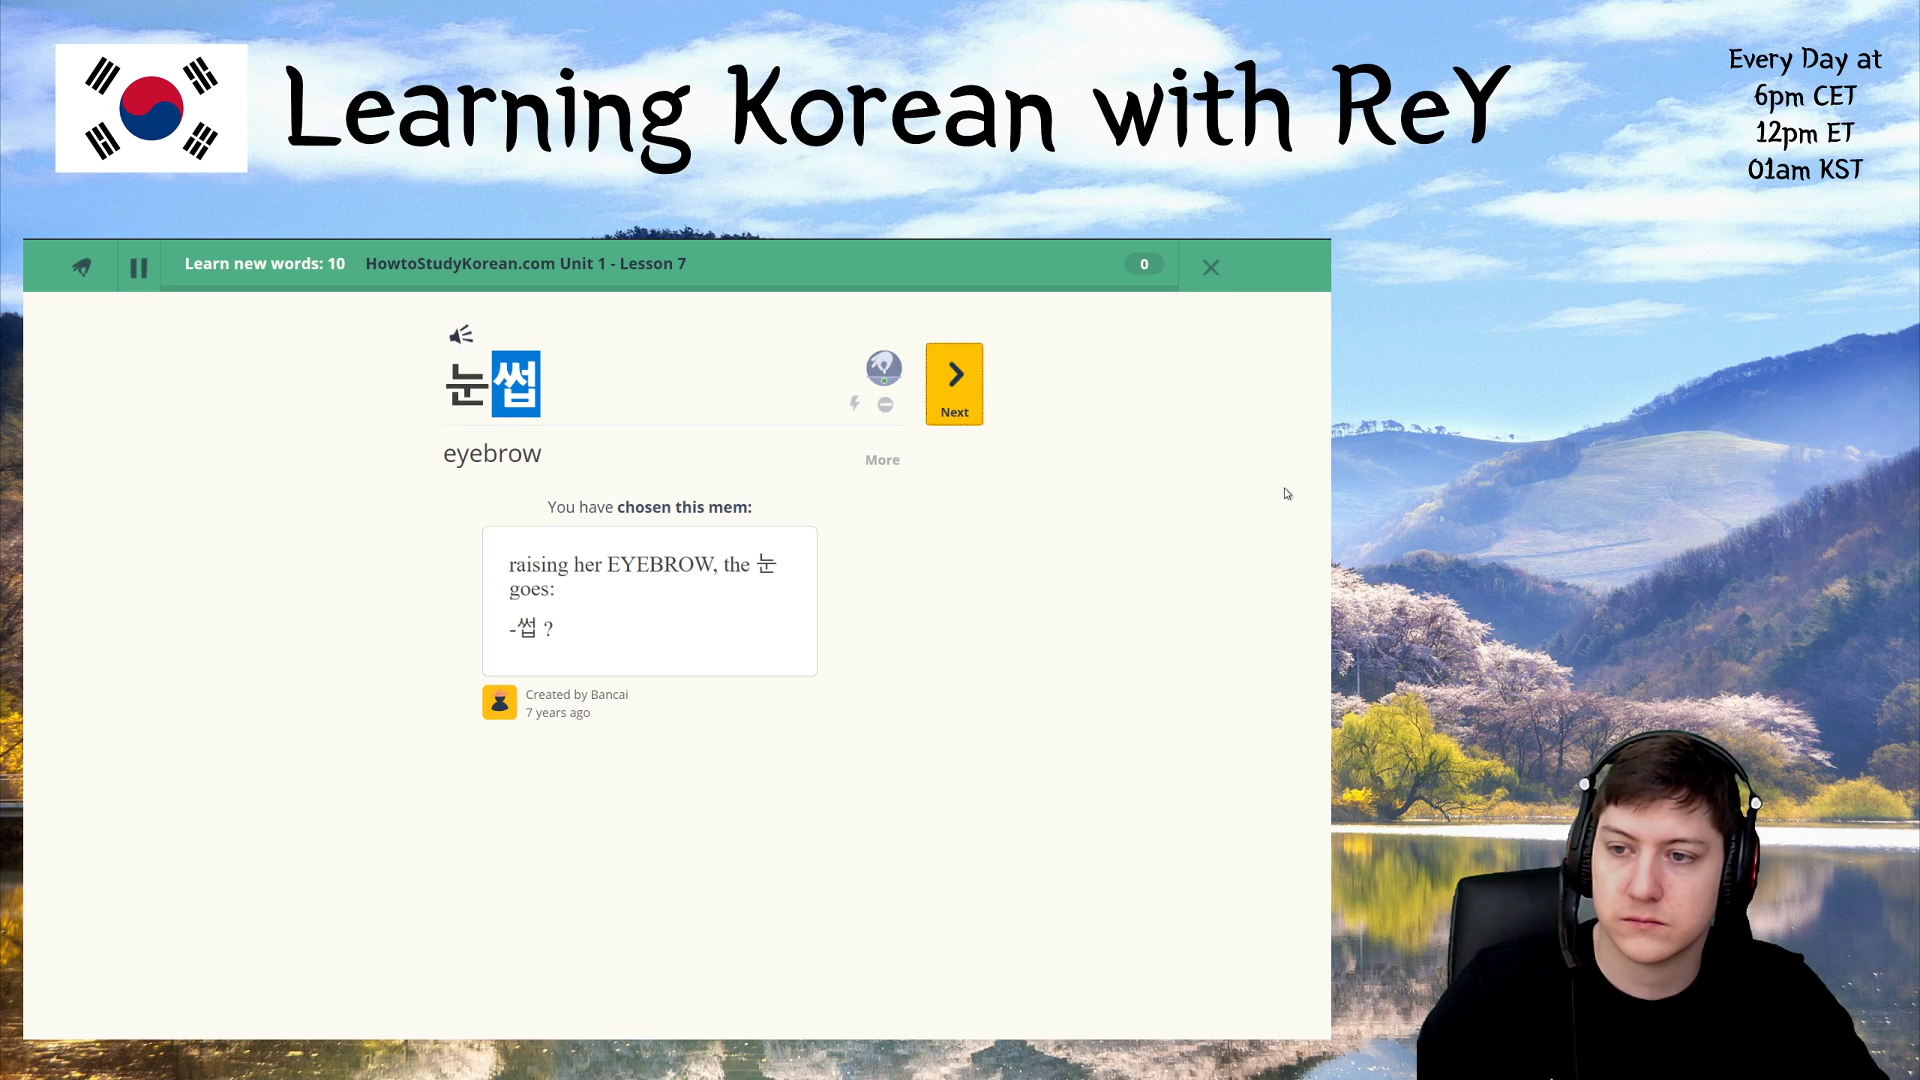 Learning Korean with ReY
Every Day at
6pm CET
12pm ET
01am KST
Learn new words: 10 HowtoStudyKorean.com Unit 1 - Lesson 7
0
눈썹
Next
eyebrow
More
You have chosen this mem:
raising her EYEBROW, the 눈
goes:
-썹 ?
Created by Bancai
7 years ago